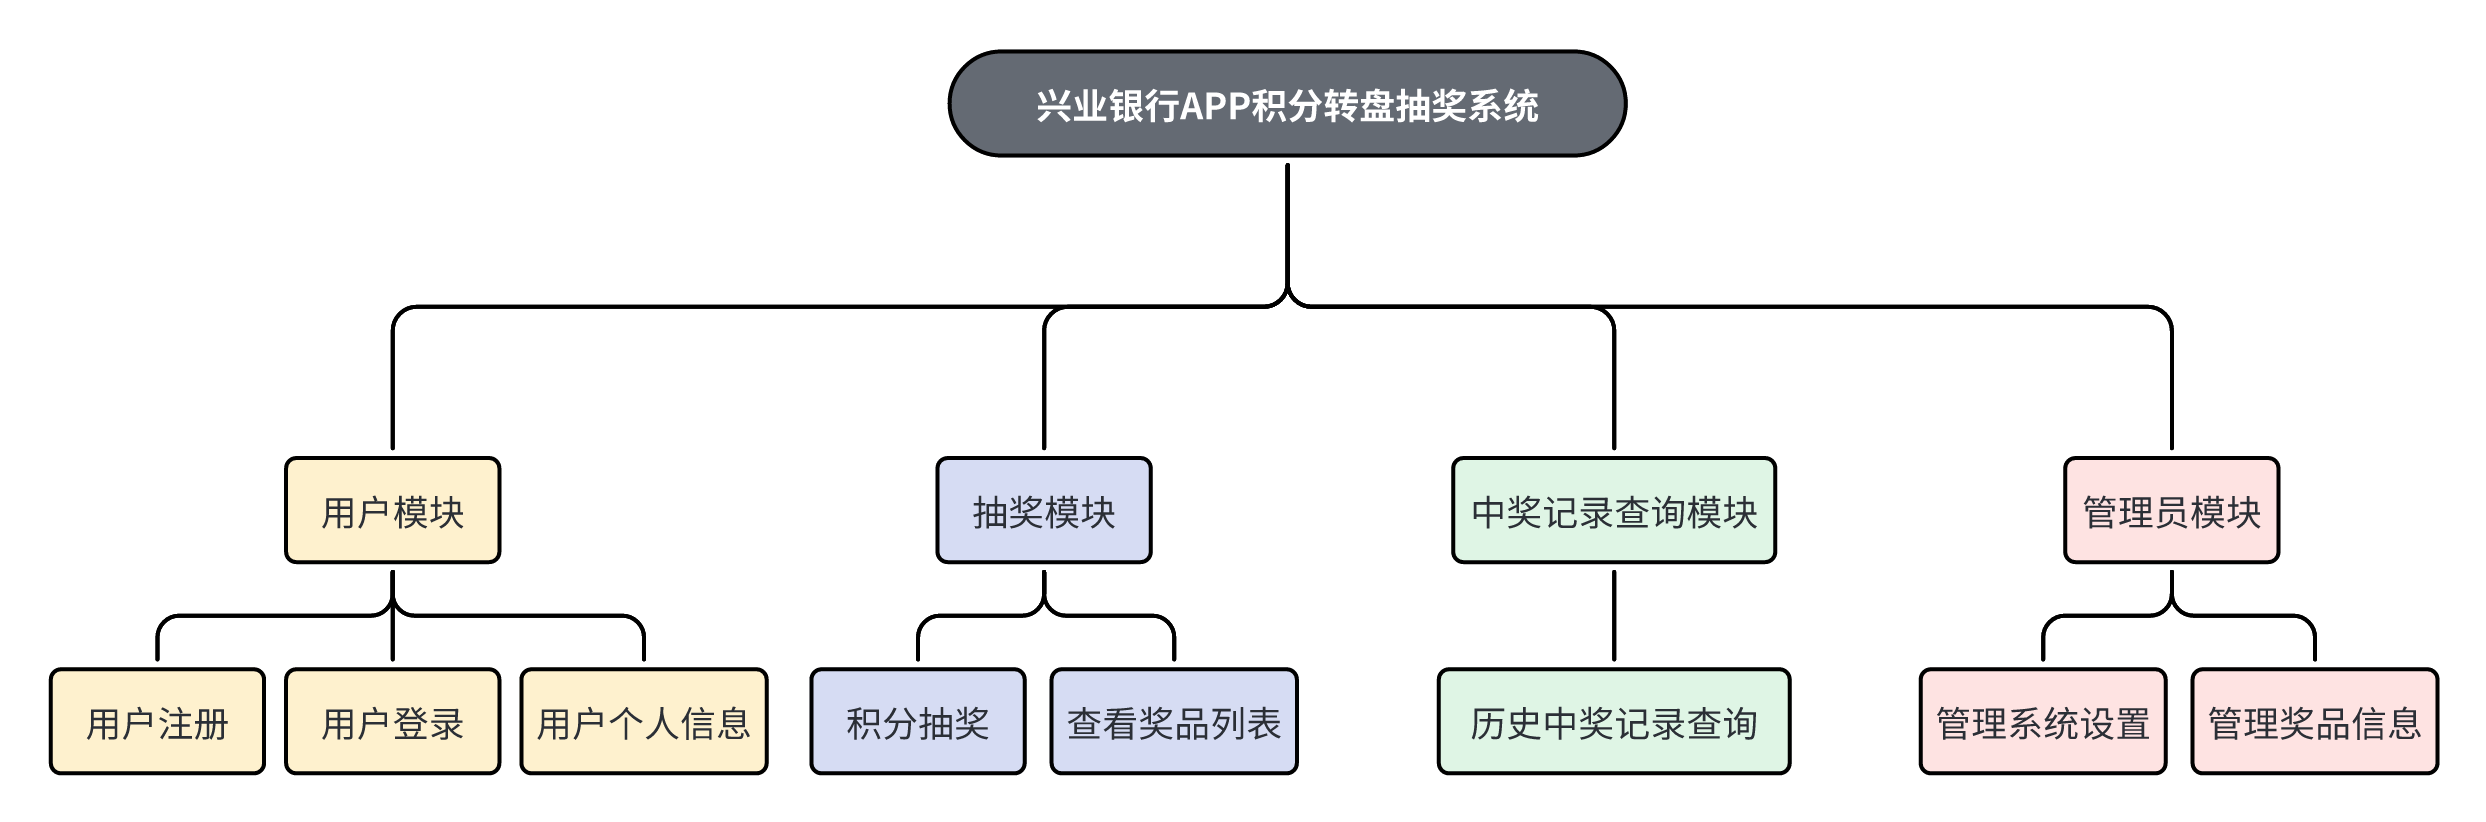 兴业银行APP积分转盘抽奖系统
用户模块
抽奖模块
中奖记录查询模块
管理员模块
用户注册
用户登录
用户个人信息
积分抽奖
查看奖品列表
历史中奖记录查询
管理系统设置
管理奖品信息